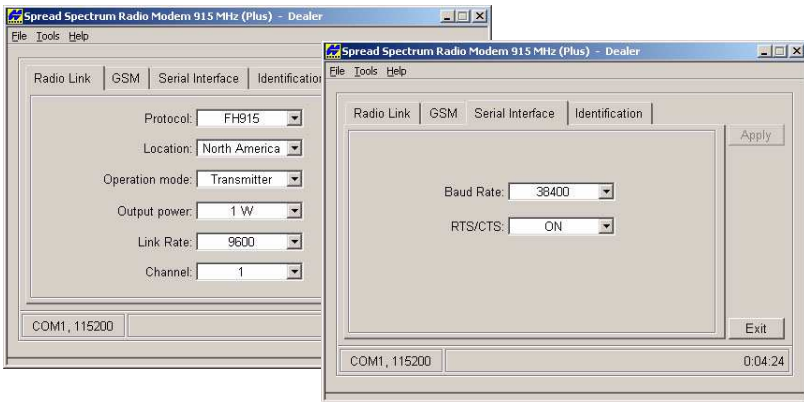 Spread Spectrum Radio Modem 915 MHz (Plus) - Dealer
File Tools Help
Radio Link GSM Serial Interface Identification
Protocol: FH915
Location: North America
Operation mode: Transmitter
Output power: 1 W
Link Rate: 9600
Channel: 1
COM1, 115200
Spread Spectrum Radio Modem 915 MHz (Plus) - Dealer
File Tools Help
Radio Link GSM Serial Interface Identification
Apply
Baud Rate: 38400
RTS/CTS: ON
Exit
COM1, 115200 0:04:24